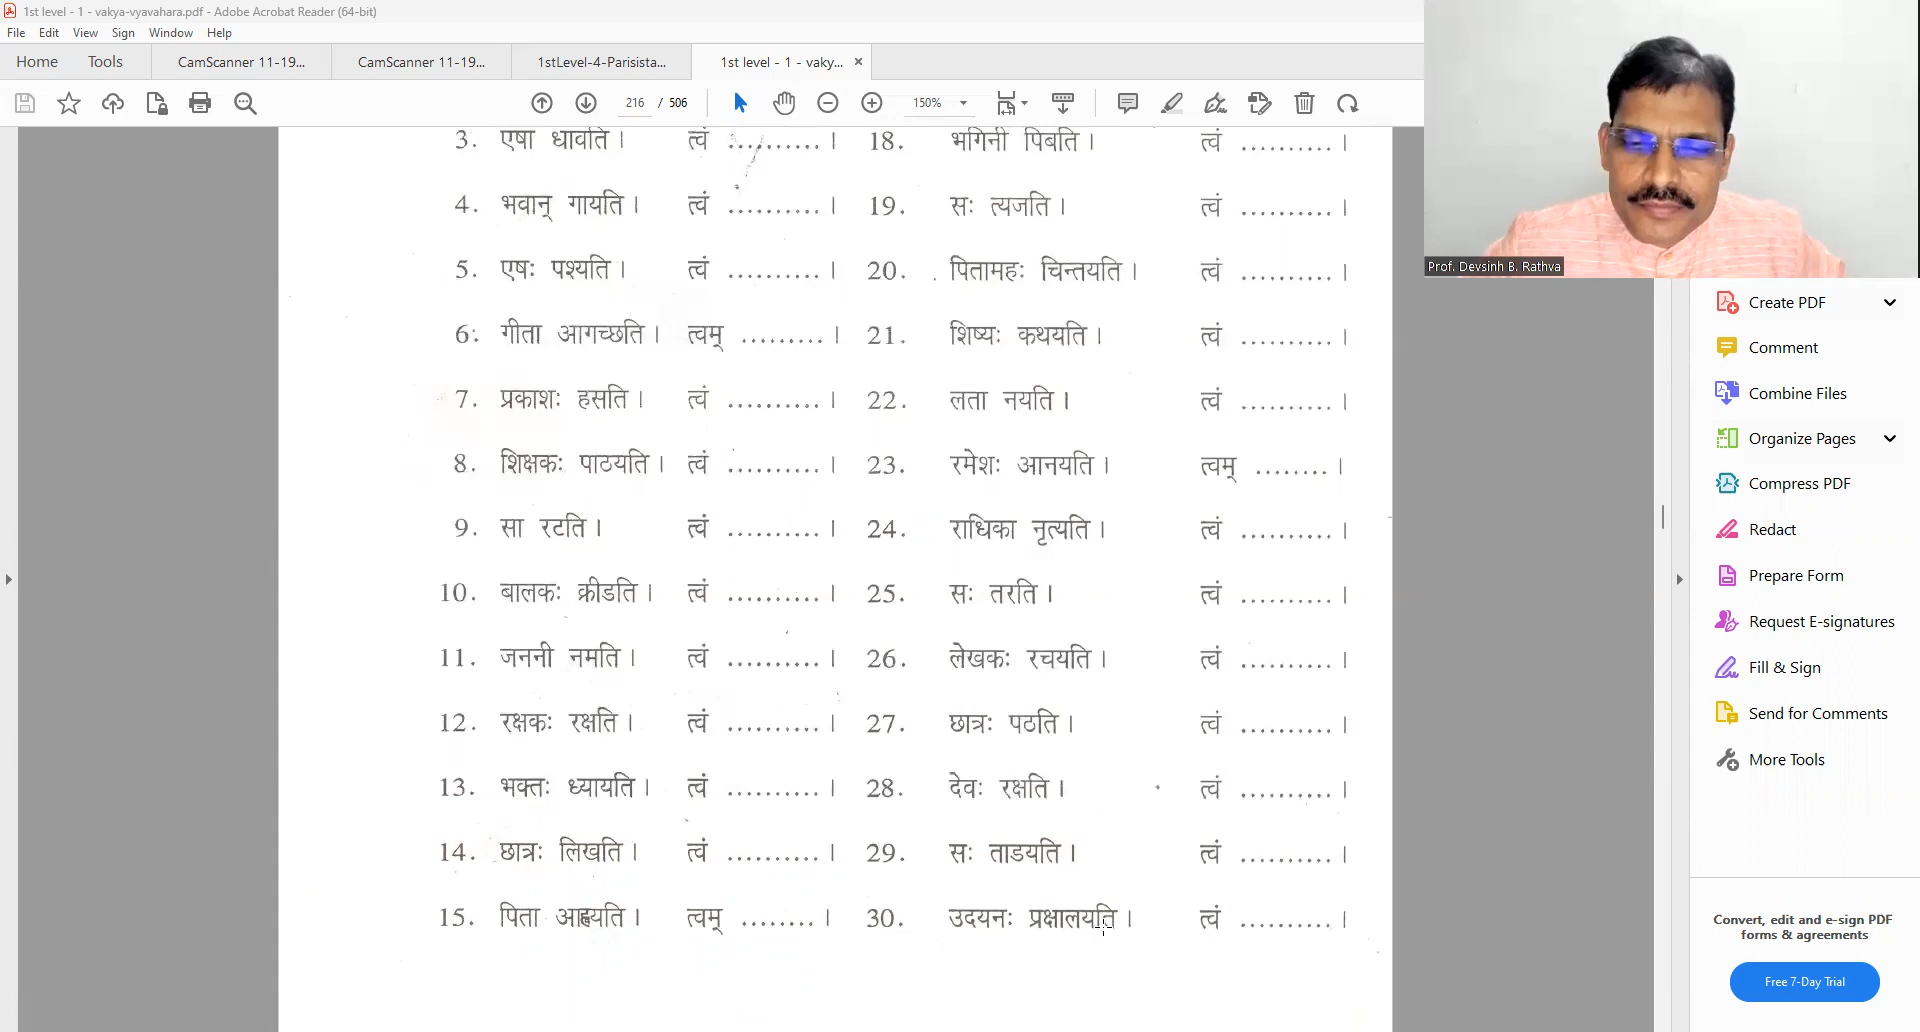 1st level - 1 - vakya-vyavahara.pdf - Adobe Acrobat Reader (64-bit)
File Edit View Sign Window Help
Home Tools CamScanner 11-19... CamScanner 11-19... 1stLevel-4-Parisista... 1st level - 1 - vaky... ×
216 / 506 150%
3. एषा धावति । त्वं .......... । 18. भगिनी पिबति । त्वं .......... ।
4. भवान् गायति । त्वं .......... । 19. सः त्यजति । त्वं .......... ।
5. एषः पश्यति । त्वं .......... । 20. पितामहः चिन्तयति । त्वं .......... ।
6. गीता आगच्छति । त्वम् ......... । 21. शिष्यः कथयति । त्वं .......... ।
7. प्रकाशः हसति । त्वं .......... । 22. लता नयति । त्वं .......... ।
8. शिक्षकः पाठयति । त्वं .......... । 23. रमेशः आनयति । त्वम् ........ ।
9. सा रटति । त्वं .......... । 24. राधिका नृत्यति । त्वं .......... ।
10. बालकः क्रीडति । त्वं .......... । 25. सः तरति । त्वं .......... ।
11. जननी नमति । त्वं .......... । 26. लेखकः रचयति । त्वं .......... ।
12. रक्षकः रक्षति । त्वं .......... । 27. छात्रः पठति । त्वं .......... ।
13. भक्तः ध्यायति । त्वं .......... । 28. देवः रक्षति । त्वं .......... ।
14. छात्रः लिखति । त्वं .......... । 29. सः ताडयति । त्वं .......... ।
15. पिता आह्वयति । त्वम् ........ । 30. उदयनः प्रक्षालयति । त्वं .......... ।
Prof. Devsinh B. Rathva
Create PDF
Comment
Combine Files
Organize Pages
Compress PDF
Redact
Prepare Form
Request E-signatures
Fill & Sign
Send for Comments
More Tools
Convert, edit and e-sign PDF
forms & agreements
Free 7-Day Trial